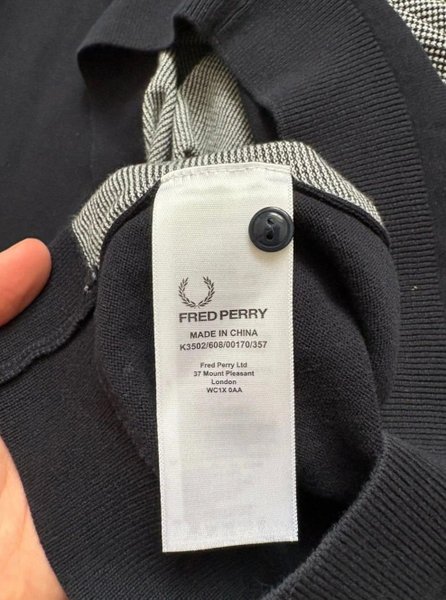 FRED PERRY
MADE IN CHINA
K3502/608/00170/357
Fred Perry Ltd
37 Mount Pleasant
London
WC1X 0AA